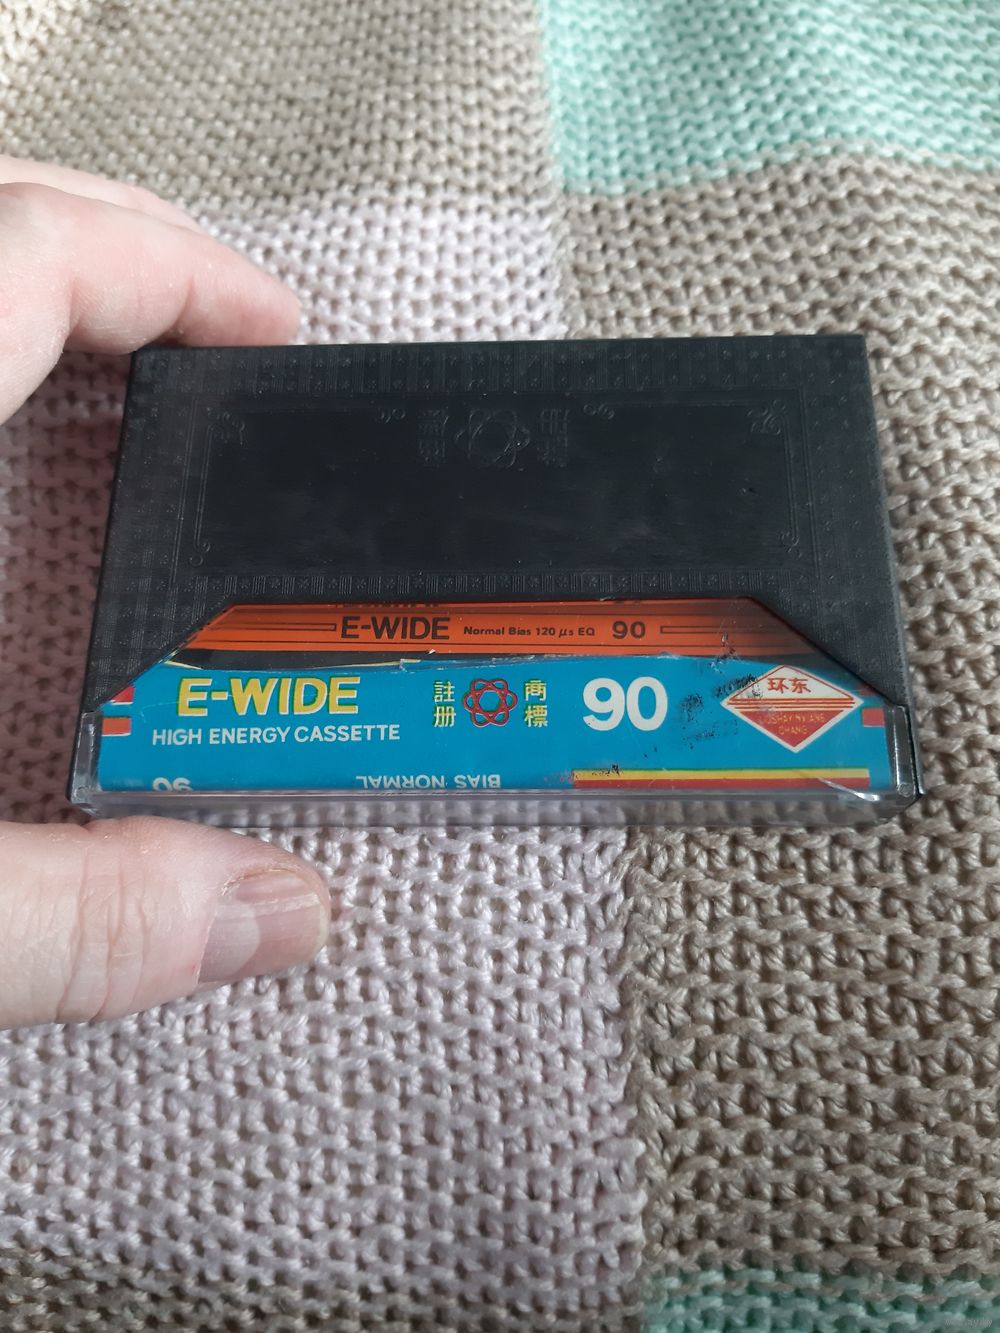 E-WIDE Normal Bias 120 µs EQ 90
E-WIDE
HIGH ENERGY CASSETTE
註冊 商標
90
环东
90 BIAS NORMAL